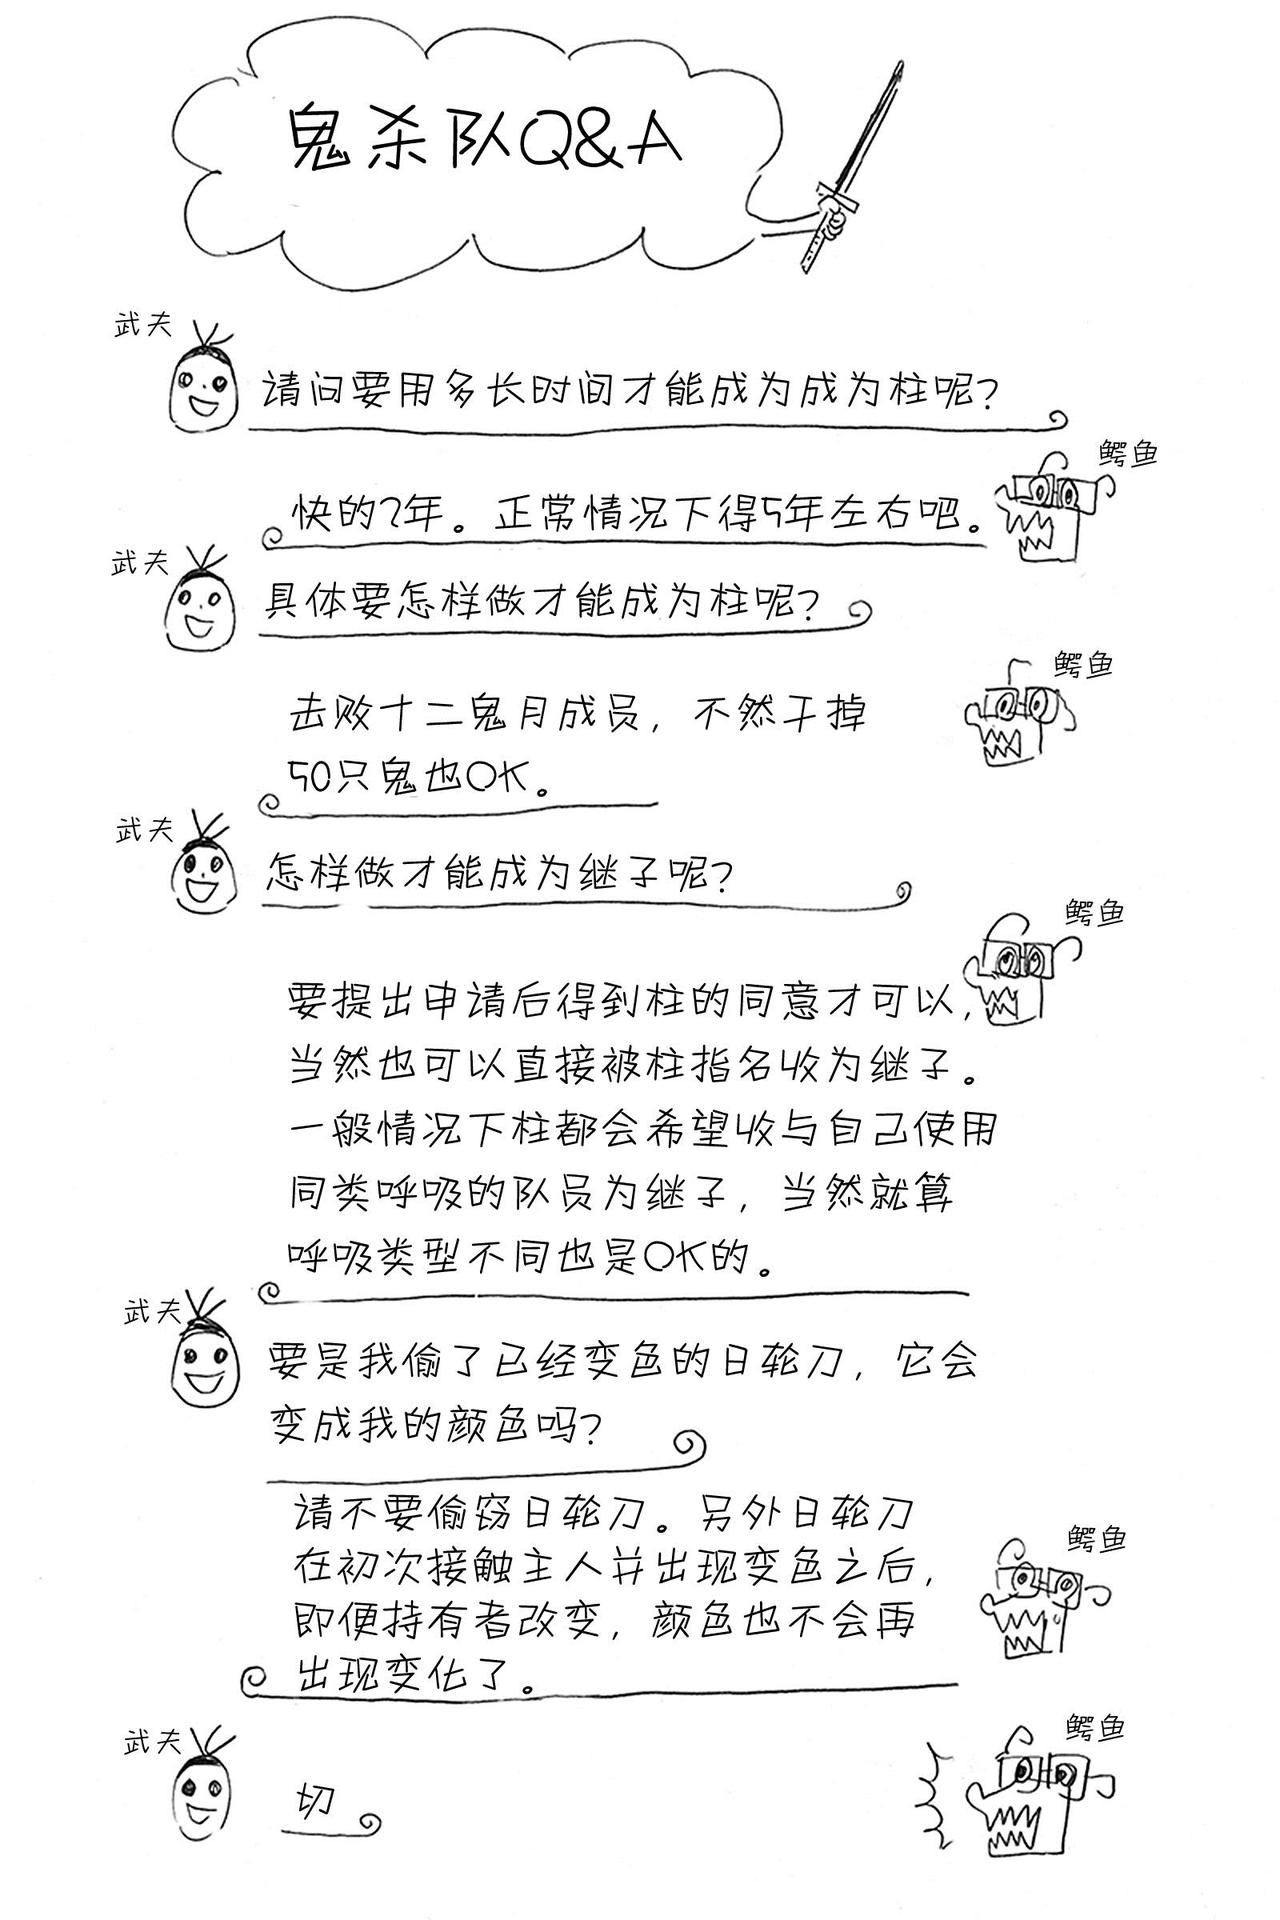 鬼杀队Q&A
武夫
请问要用多长时间才能成为成为柱呢?
鳄鱼
快的2年。正常情况下得5年左右吧。
武夫
具体要怎样做才能成为柱呢?
鳄鱼
击败十二鬼月成员，不然干掉
50只鬼也OK。
武夫
怎样做才能成为继子呢?
鳄鱼
要提出申请后得到柱的同意才可以，
当然也可以直接被柱指名收为继子。
一般情况下柱都会希望收与自己使用
同类呼吸的队员为继子，当然就算
呼吸类型不同也是OK的。
武夫
要是我偷了已经变色的日轮刀，它会
变成我的颜色吗?
鳄鱼
请不要偷窃日轮刀。另外日轮刀
在初次接触主人并出现变色之后，
即便持有者改变，颜色也不会再
出现变化了。
武夫
切
鳄鱼